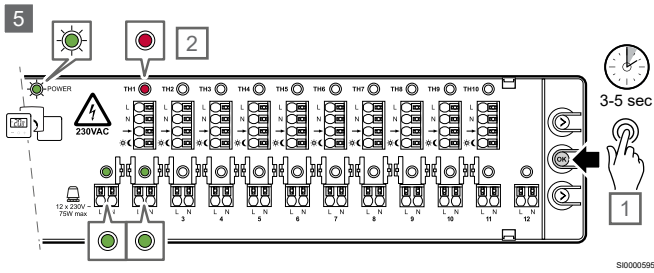 5
2
POWER
TH1 TH2 TH3 TH4 TH5 TH6 TH7 TH8 TH9 TH10
L
N
230VAC
3-5 sec
OK
1
12 x 230V ~
75W max
L N L N L N L N L N L N L N L N L N L N L N L N
3 4 5 6 7 8 9 10 11 12
SI0000595